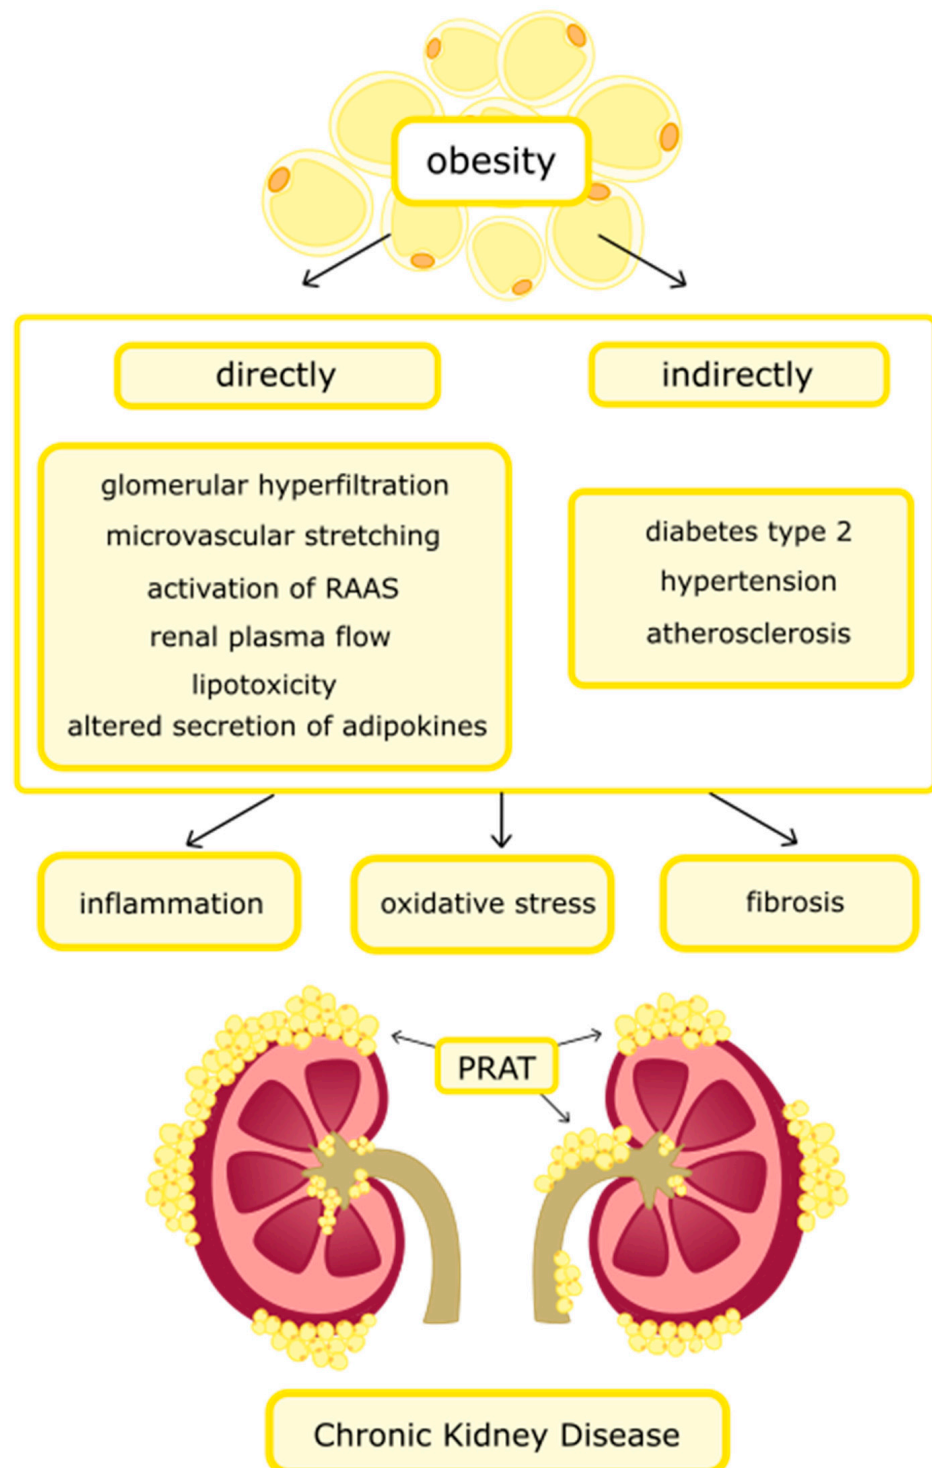 obesity
directly
indirectly
glomerular hyperfiltration
microvascular stretching
activation of RAAS
renal plasma flow
lipotoxicity
altered secretion of adipokines
diabetes type 2
hypertension
atherosclerosis
inflammation
oxidative stress
fibrosis
PRAT
Chronic Kidney Disease